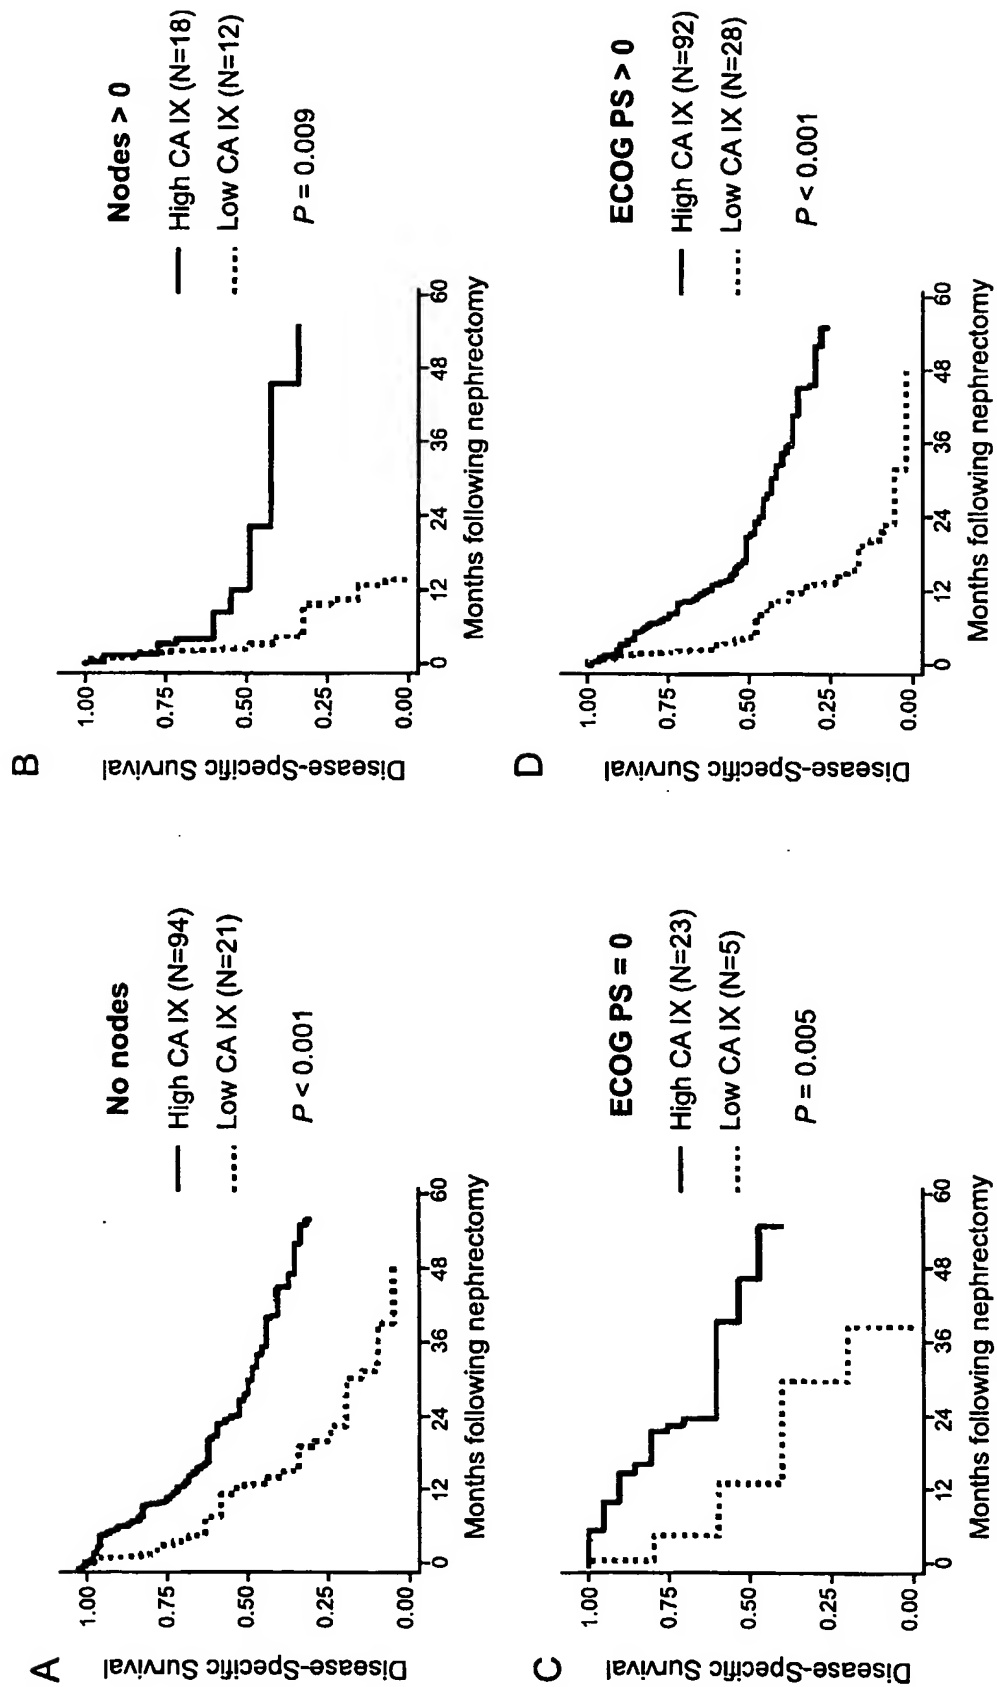 A
No nodes
High CA IX (N=94)
Low CA IX (N=21)
P < 0.001
Disease-Specific Survival
1.00
0.75
0.50
0.25
0.00
0
12
24
36
48
60
Months following nephrectomy
B
Nodes > 0
High CA IX (N=18)
Low CA IX (N=12)
P = 0.009
Disease-Specific Survival
1.00
0.75
0.50
0.25
0.00
0
12
24
36
48
60
Months following nephrectomy
C
ECOG PS = 0
High CA IX (N=23)
Low CA IX (N=5)
P = 0.005
Disease-Specific Survival
1.00
0.75
0.50
0.25
0.00
0
12
24
36
48
60
Months following nephrectomy
D
ECOG PS > 0
High CA IX (N=92)
Low CA IX (N=28)
P < 0.001
Disease-Specific Survival
1.00
0.75
0.50
0.25
0.00
0
12
24
36
48
60
Months following nephrectomy